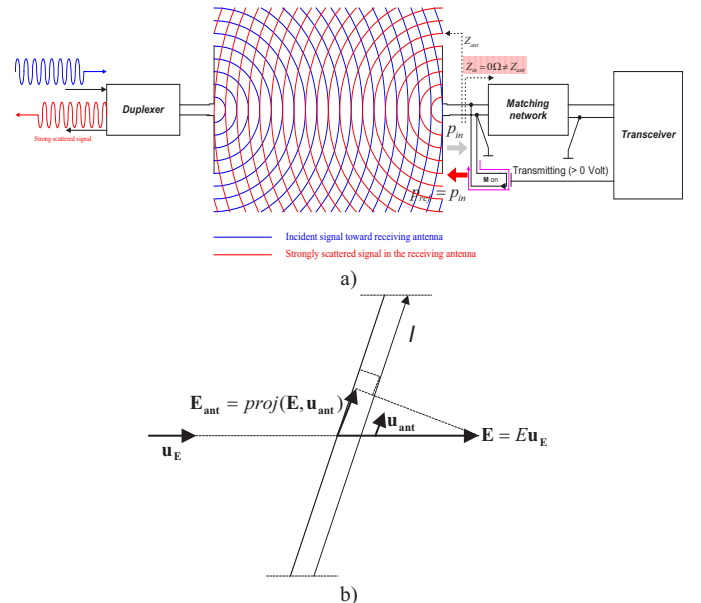 Z_ant
Z_in = 0Ω ≠ Z_ant
Duplexer
Strong scattered signal
Matching
network
Transceiver
p_in
Transmitting (> 0 Volt)
M on
p_ref = p_in
Incident signal toward receiving antenna
Strongly scattered signal in the receiving antenna
a)
l
E_ant = proj(E, u_ant)
u_ant
E = Eu_E
u_E
b)